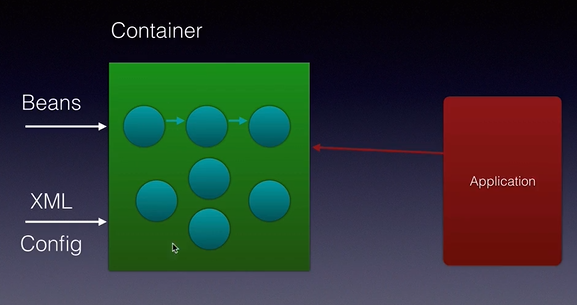 Container
Beans
XML
Config
Application